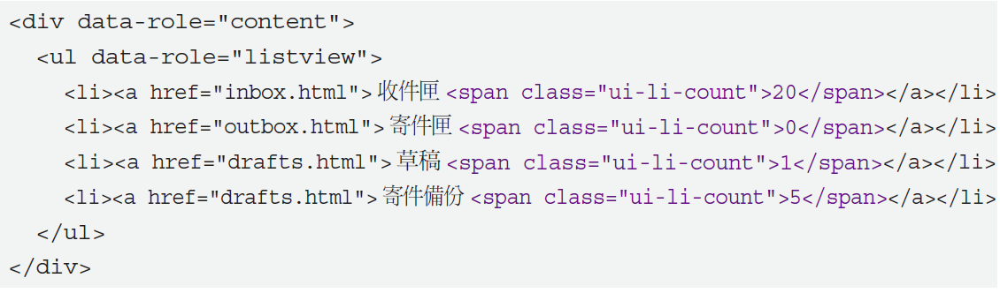 <div data-role="content">
<ul data-role="listview">
<li><a href="inbox.html">收件匣<span class="ui-li-count">20</span></a></li>
<li><a href="outbox.html">寄件匣<span class="ui-li-count">0</span></a></li>
<li><a href="drafts.html">草稿<span class="ui-li-count">1</span></a></li>
<li><a href="drafts.html">寄件備份<span class="ui-li-count">5</span></a></li>
</ul>
</div>